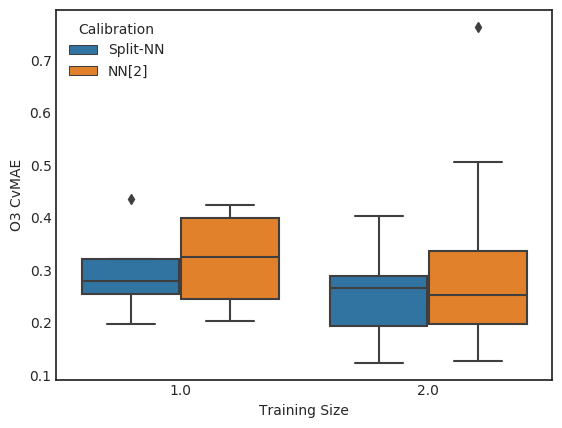 Calibration
Split-NN
NN[2]
0.7
0.6
0.5
0.4
0.3
0.2
0.1
O3 CvMAE
1.0
2.0
Training Size